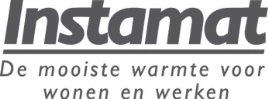 Instamat
De mooiste warmte voor
wonen en werken